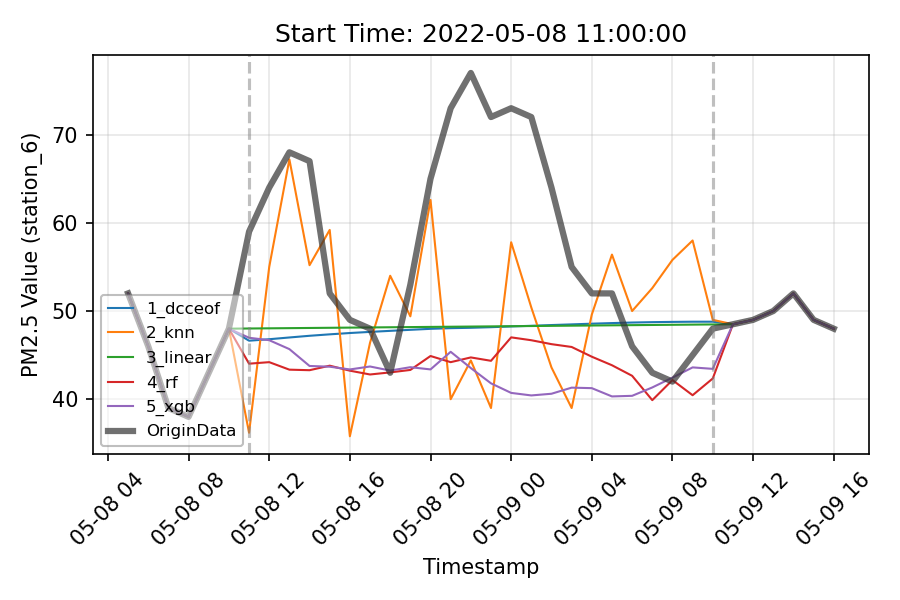 Start Time: 2022-05-08 11:00:00
PM2.5 Value (station_6)
70
60
50
40
1_dcceof
2_knn
3_linear
4_rf
5_xgb
OriginData
05-08 04
05-08 08
05-08 12
05-08 16
05-08 20
05-09 00
05-09 04
05-09 08
05-09 12
05-09 16
Timestamp